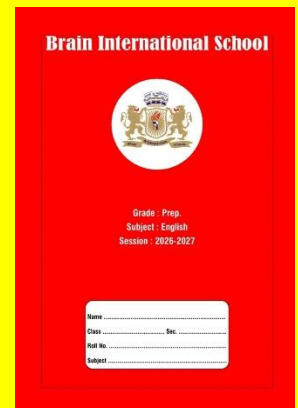 Brain International School
Grade : Prep.
Subject : English
Session : 2026-2027
Name ..........................................................
Class ............................. Sec. .......................
Roll No. ........................................................
Subject ........................................................